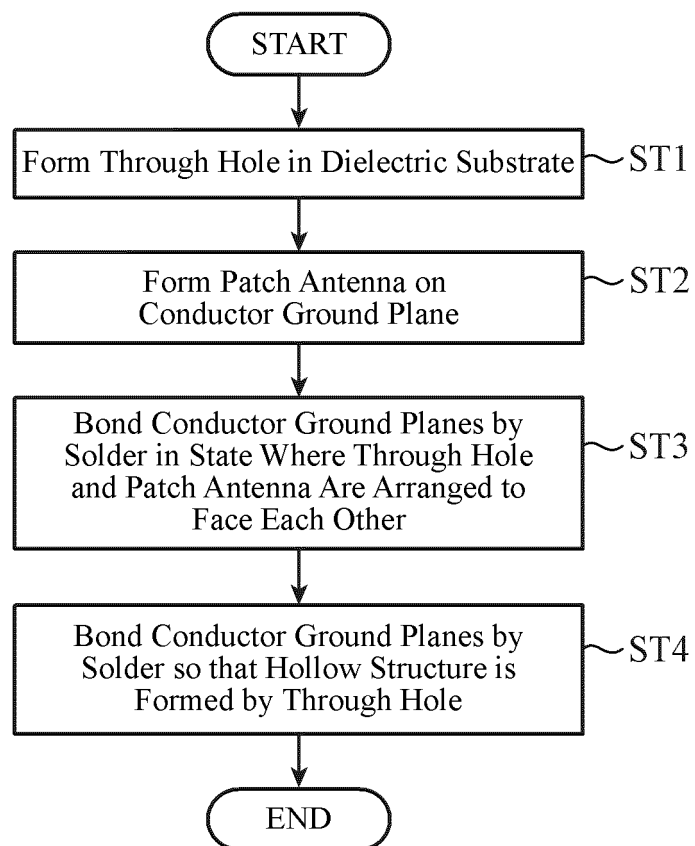 START
Form Through Hole in Dielectric Substrate
ST1
Form Patch Antenna on
Conductor Ground Plane
ST2
Bond Conductor Ground Planes by
Solder in State Where Through Hole
and Patch Antenna Are Arranged to
Face Each Other
ST3
Bond Conductor Ground Planes by
Solder so that Hollow Structure is
Formed by Through Hole
ST4
END